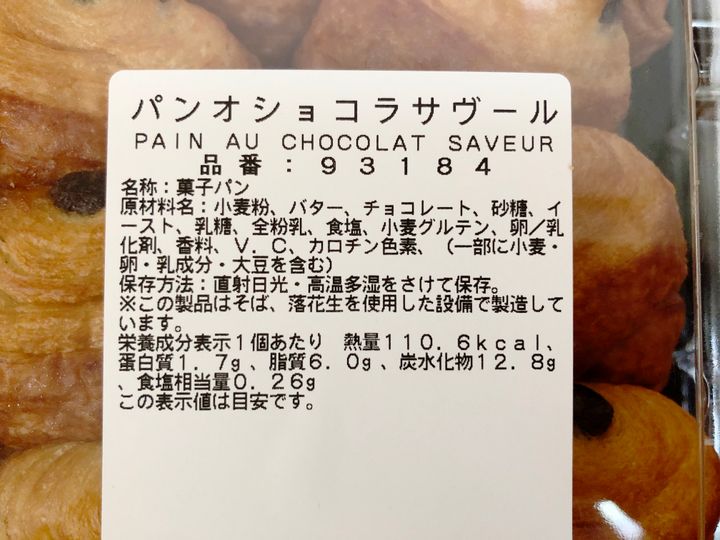 パンオショコラサヴール
PAIN AU CHOCOLAT SAVEUR
品番：93184
名称：菓子パン
原材料名：小麦粉、バター、チョコレート、砂糖、イ
ースト、乳糖、全粉乳、食塩、小麦グルテン、卵／乳
化剤、香料、V．C、カロチン色素、（一部に小麦・
卵・乳成分・大豆を含む）
保存方法：直射日光・高温多湿をさけて保存。
※この製品はそば、落花生を使用した設備で製造して
います。
栄養成分表示1個あたり　熱量110．6kcal、
蛋白質1．7g、脂質6．0g、炭水化物12．8g
、食塩相当量0．26g
この表示値は目安です。